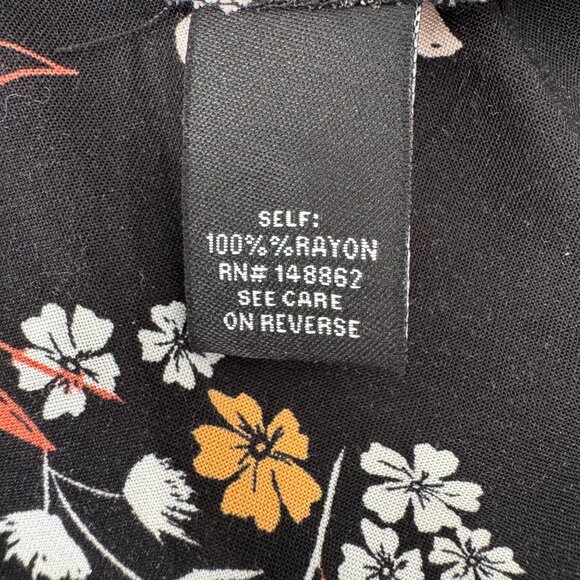 SELF:
100%%RAYON
RN# 148862
SEE CARE
ON REVERSE